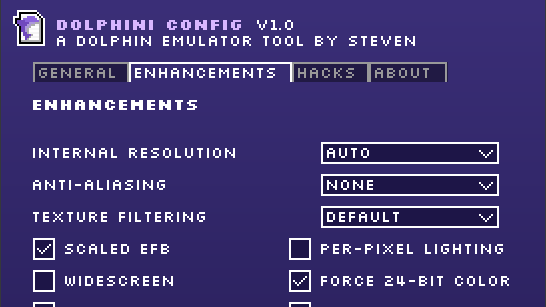 DOLPHINI CONFIG V1.0
A DOLPHIN EMULATOR TOOL BY STEVEN
GENERAL ENHANCEMENTS HACKS ABOUT
ENHANCEMENTS
INTERNAL RESOLUTION AUTO
ANTI-ALIASING NONE
TEXTURE FILTERING DEFAULT
SCALED EFB PER-PIXEL LIGHTING
WIDESCREEN FORCE 24-BIT COLOR